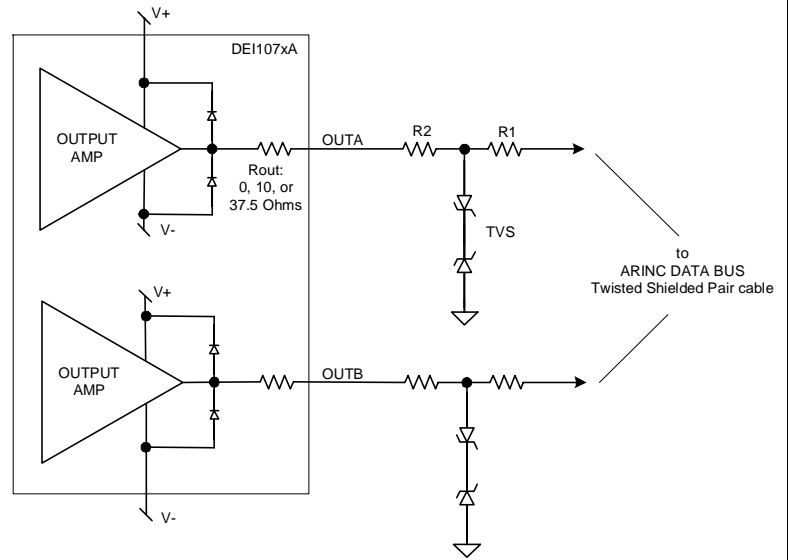 V+
DEI107xA
OUTPUT
AMP
OUTA
R2
R1
Rout:
0, 10, or
37.5 Ohms
V-
TVS
to
ARINC DATA BUS
Twisted Shielded Pair cable
V+
OUTPUT
AMP
OUTB
V-